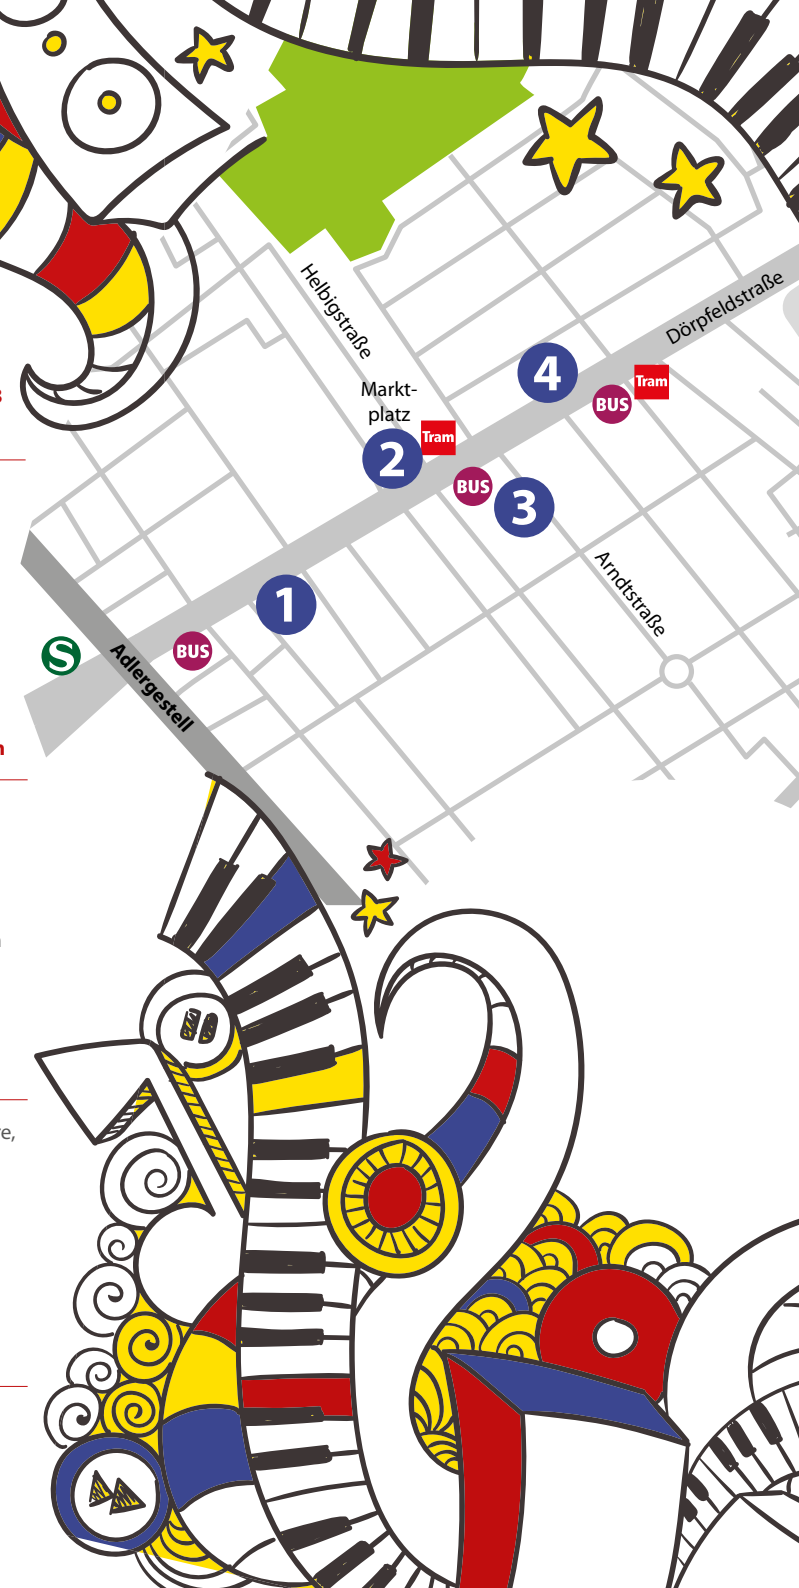 Helbigstraße
Dörpfeldstraße
4
Tram
BUS
Markt-
platz
Tram
2
BUS
3
Arndtstraße
1
S
BUS
Adlergestell
e,